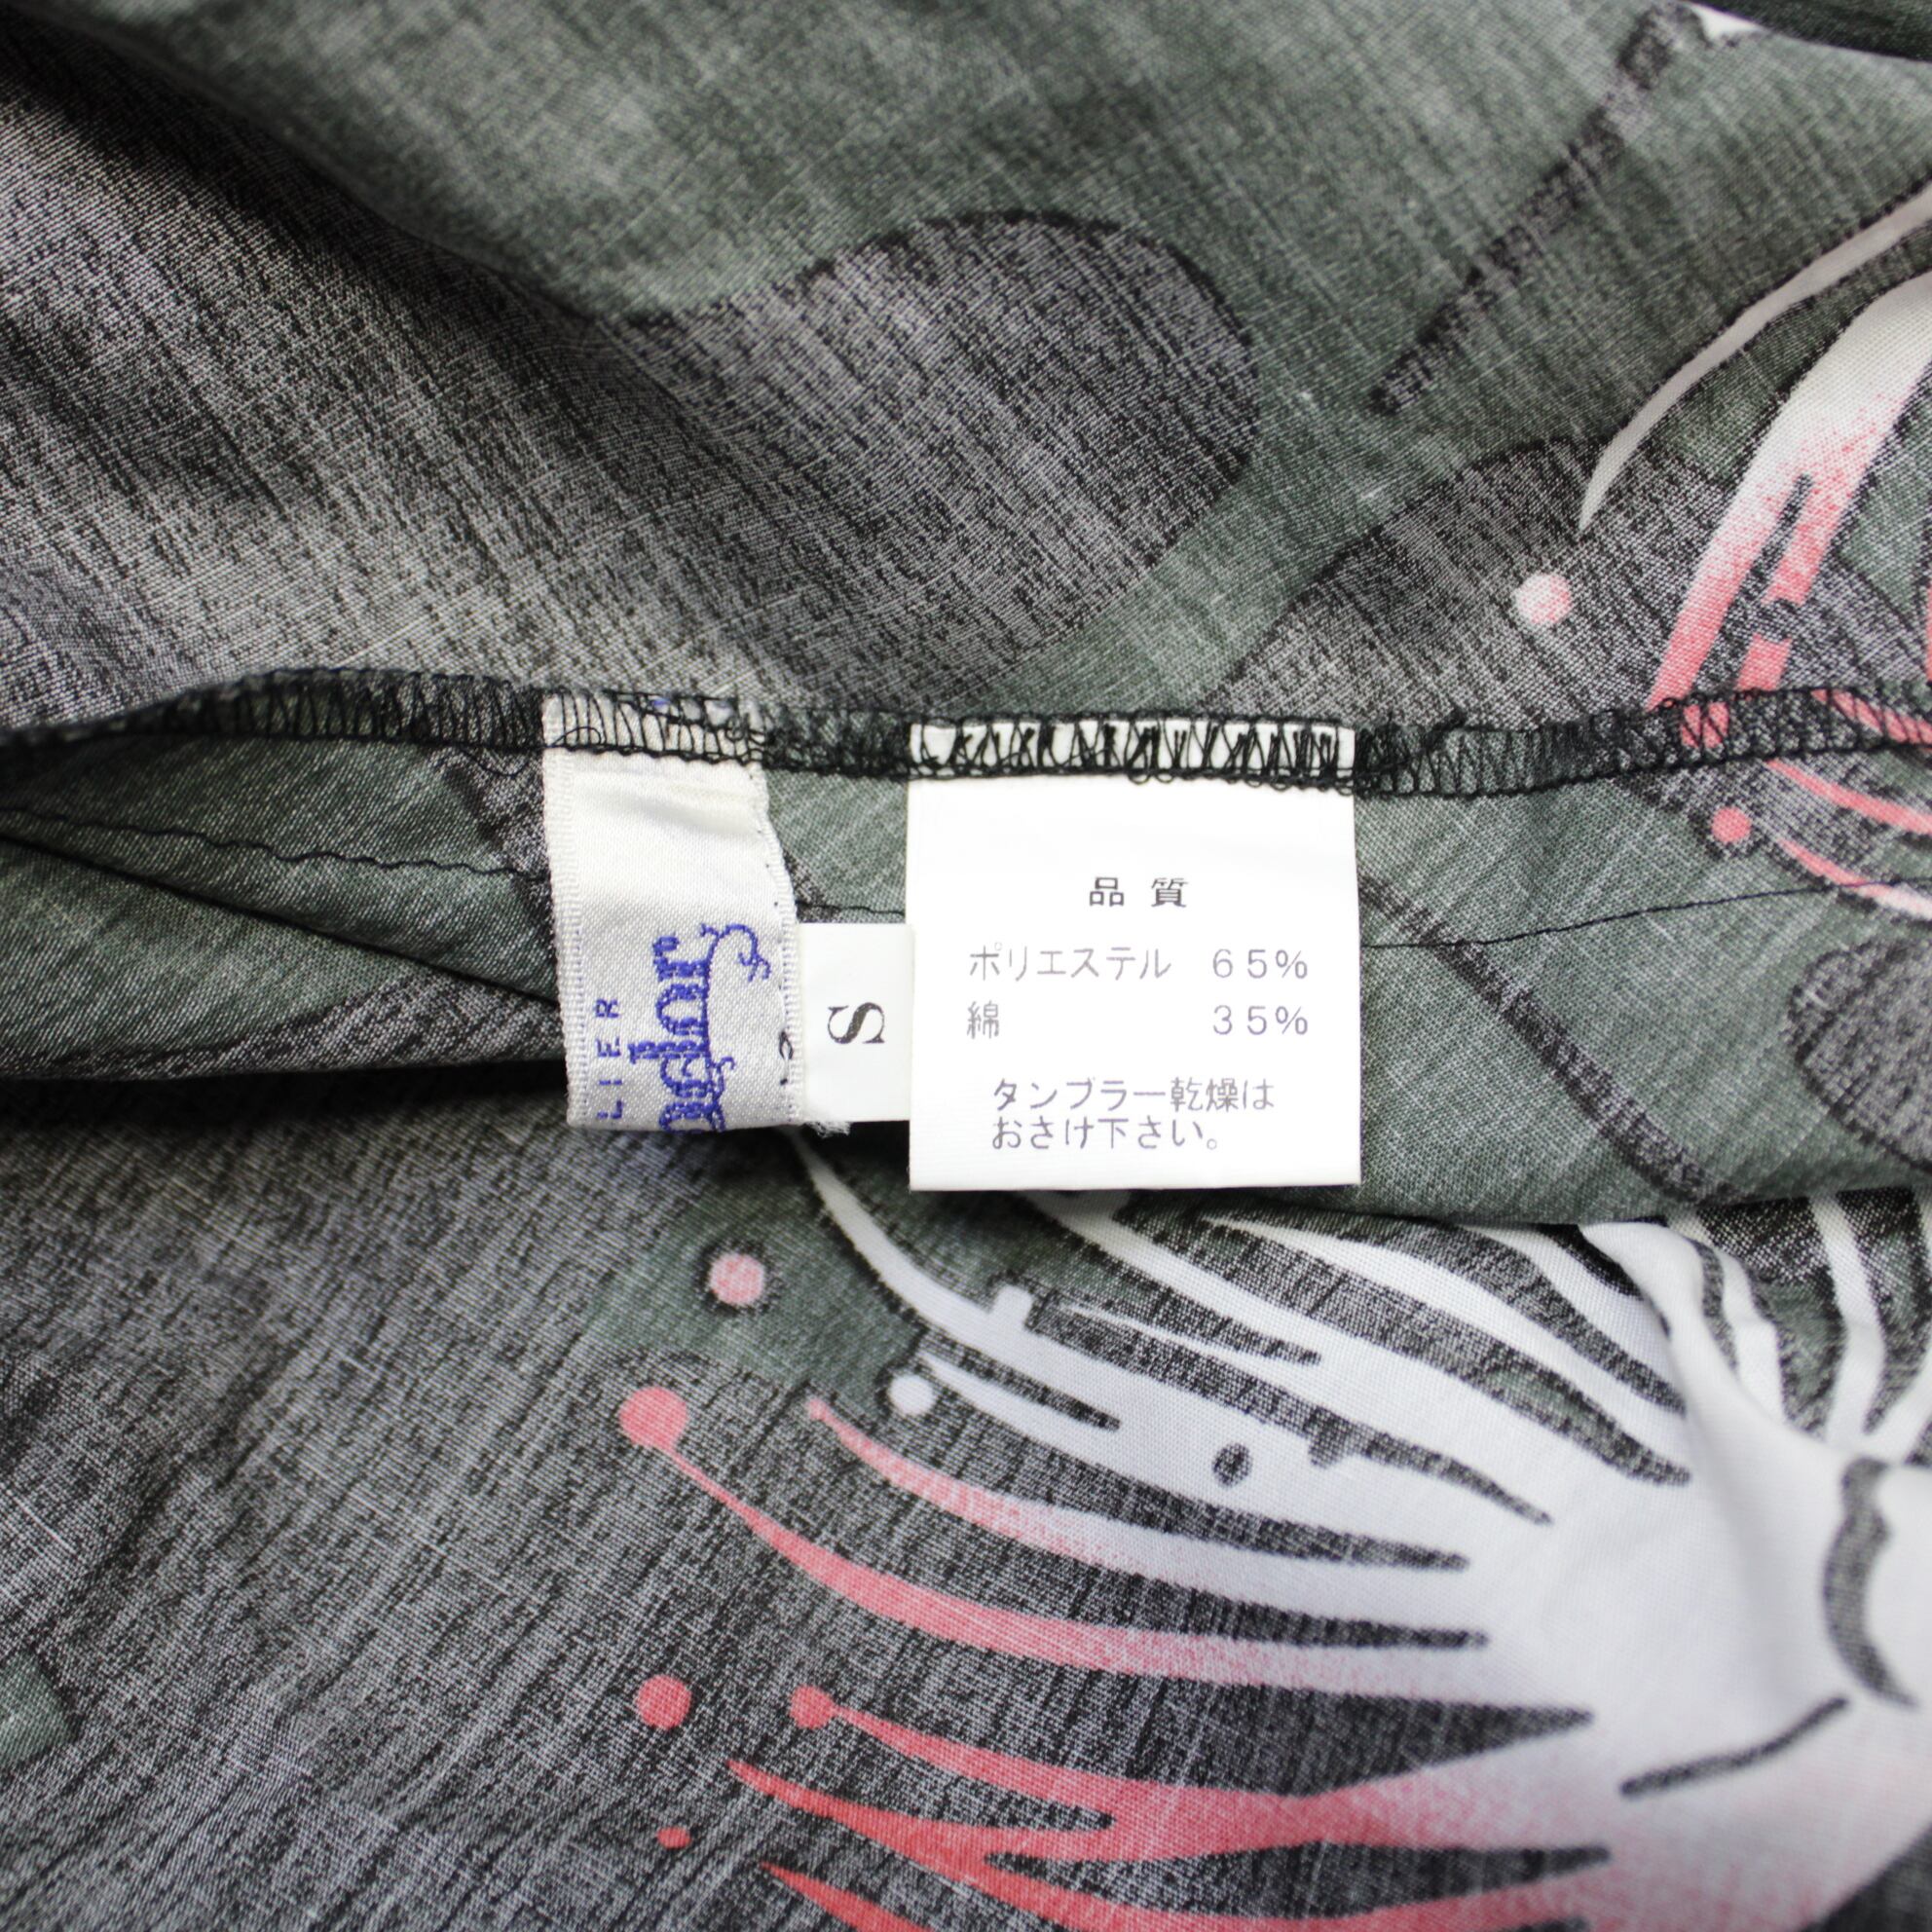 品質
ポリエステル 65%
綿 35%
タンブラー乾燥は
おさけ下さい。
S
LIER